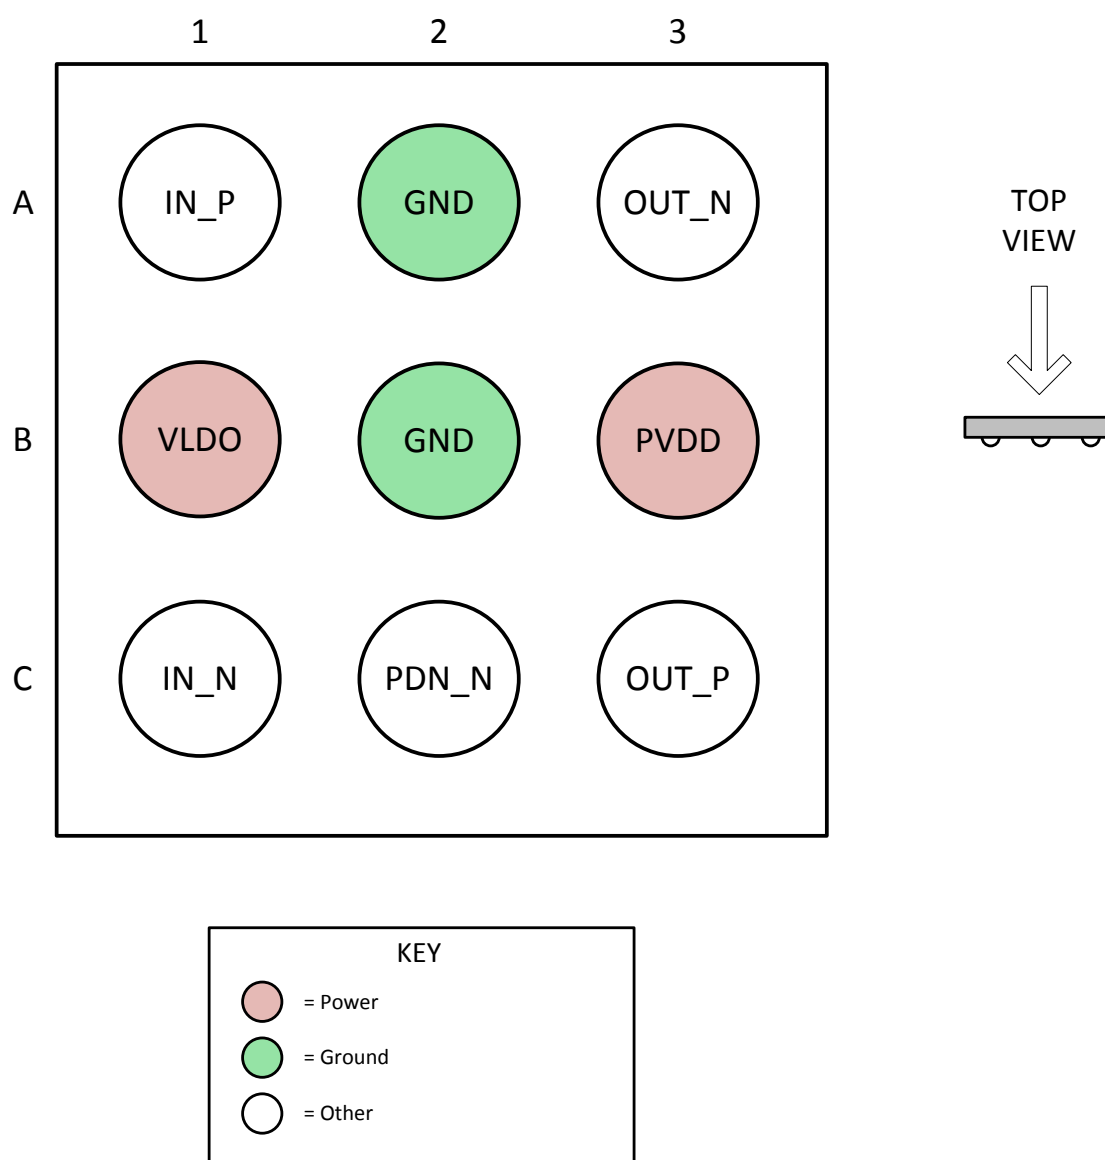 1 2 3
A IN_P GND OUT_N
TOP
VIEW
B VLDO GND PVDD
C IN_N PDN_N OUT_P
KEY
= Power
= Ground
= Other